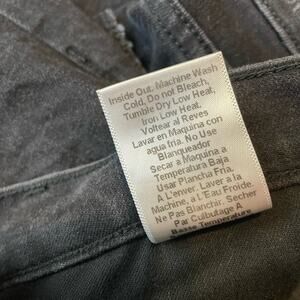 Inside Out. Machine Wash
Cold, Do not Bleach,
Tumble Dry Low Heat,
Iron Low Heat.
Voltear al Reves
Lavar en Maquina con
agua fria. No Use
Blanqueador
Secar a Maquina a
Temperatura Baja
Usar Plancha Fria.
A L'erver. Laver à la
Machine, a L'Eau Froide.
Ne Pas Blanchir. Secher
Par Culbutage A
Basse Temperature